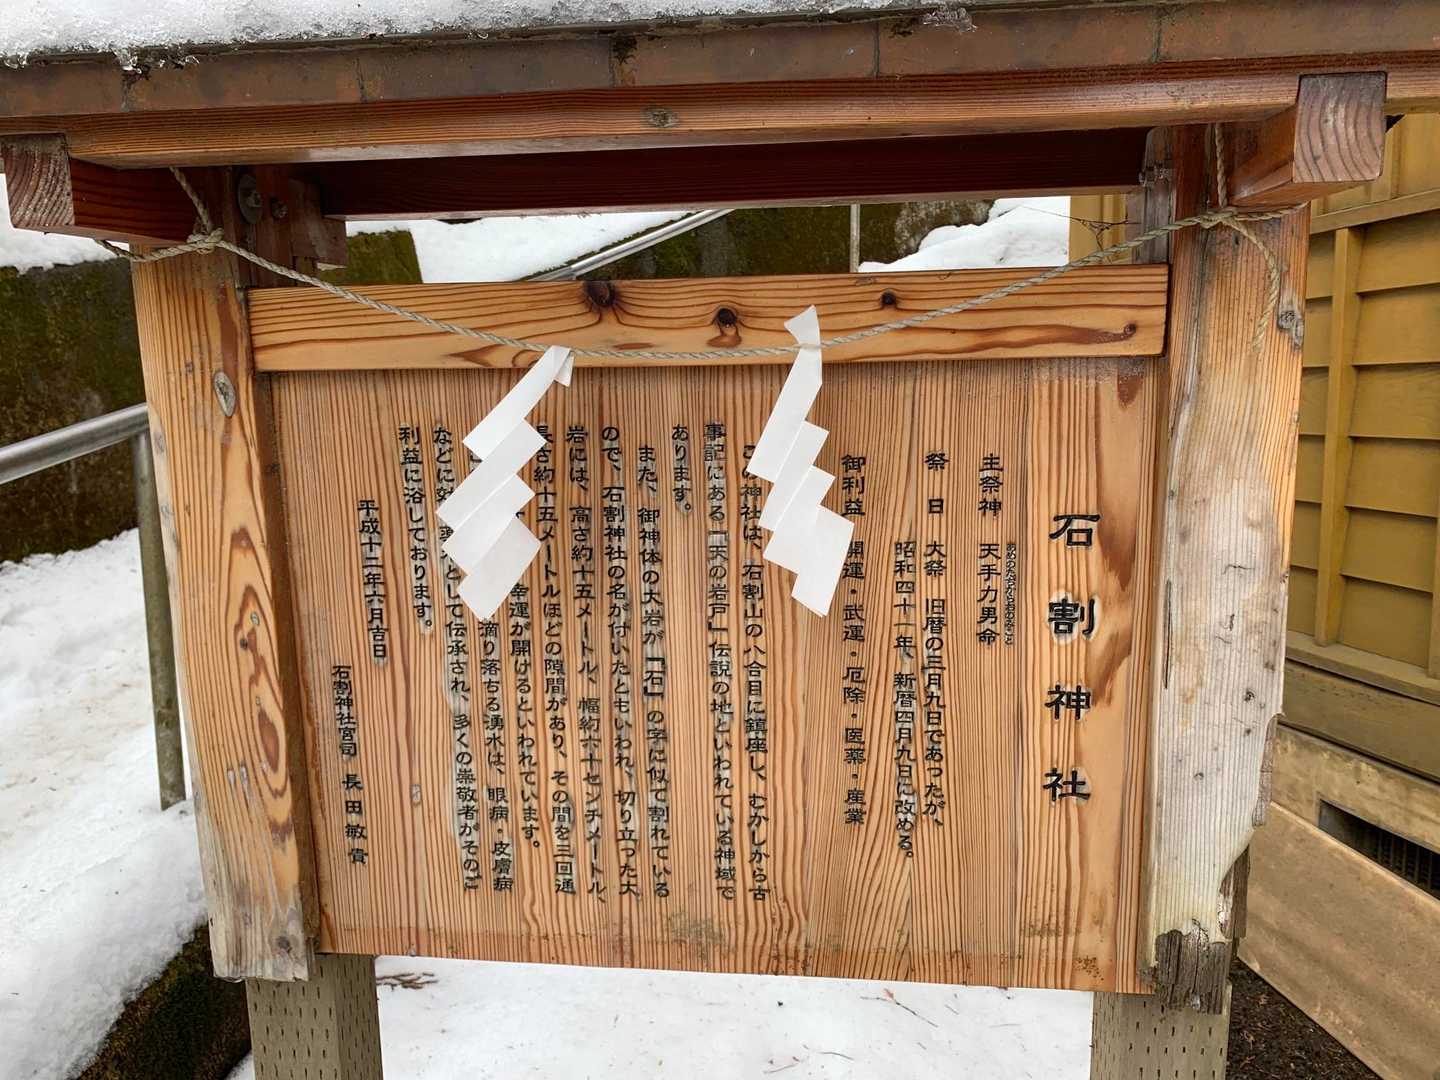 石割神社
主祭神　天手力男命
あめのたぢからおのみこと
祭　日　大祭　旧暦の三月九日であったが、
昭和四十一年、新暦四月九日に改める。
御利益　開運・武運・厄除・医薬・産業
この神社は、石割山の八合目に鎮座し、むかしから古
事記にある「天の岩戸」伝説の地といわれている神域で
あります。
また、御神体の大岩が「石」の字に似て割れている
ので、石割神社の名が付いたともいわれ、切り立った大
岩には、高さ約十五メートル、幅約六十センチメートル、
長さ約十五メートルほどの隙間があり、その間を三回通
幸運が開けるといわれています。
滴り落ちる湧水は、眼病・皮膚病
などに効 として伝承され、多くの崇敬者がそのご
利益に浴しております。
平成十二年六月吉日
石割神社宮司　長田敏貴